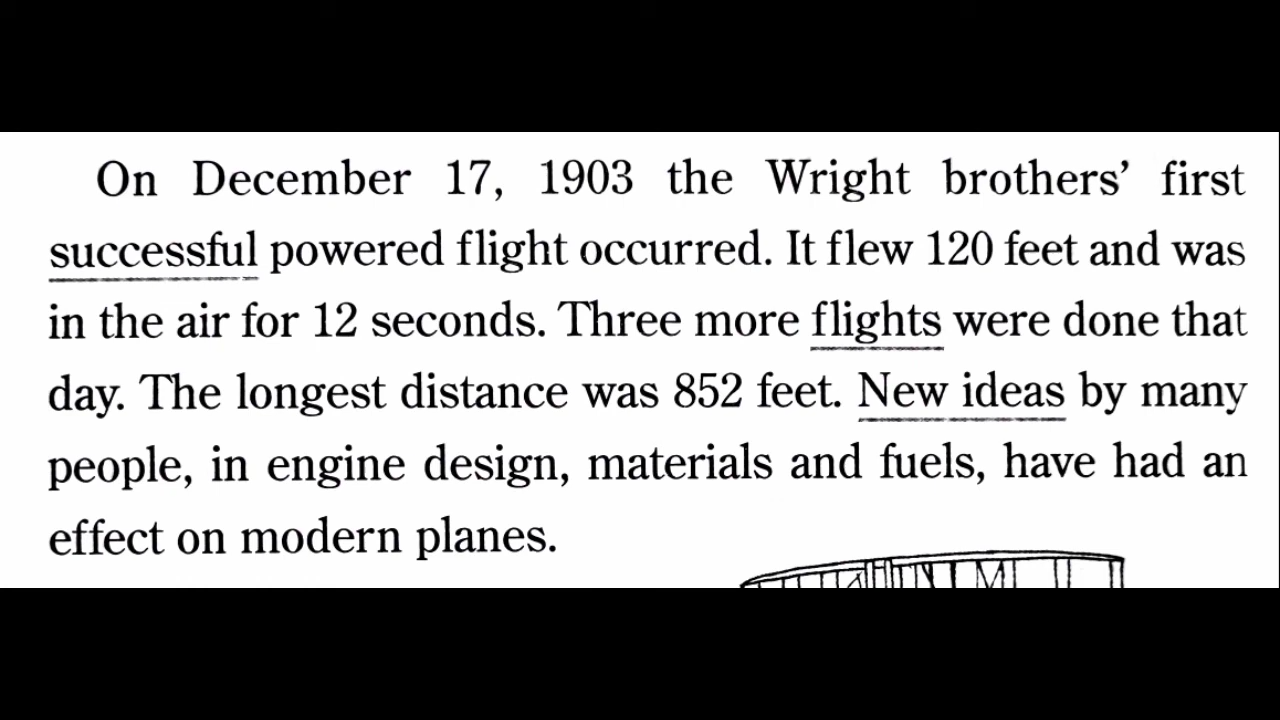 On December 17, 1903 the Wright brothers’ first
successful powered flight occurred. It flew 120 feet and was
in the air for 12 seconds. Three more flights were done that
day. The longest distance was 852 feet. New ideas by many
people, in engine design, materials and fuels, have had an
effect on modern planes.